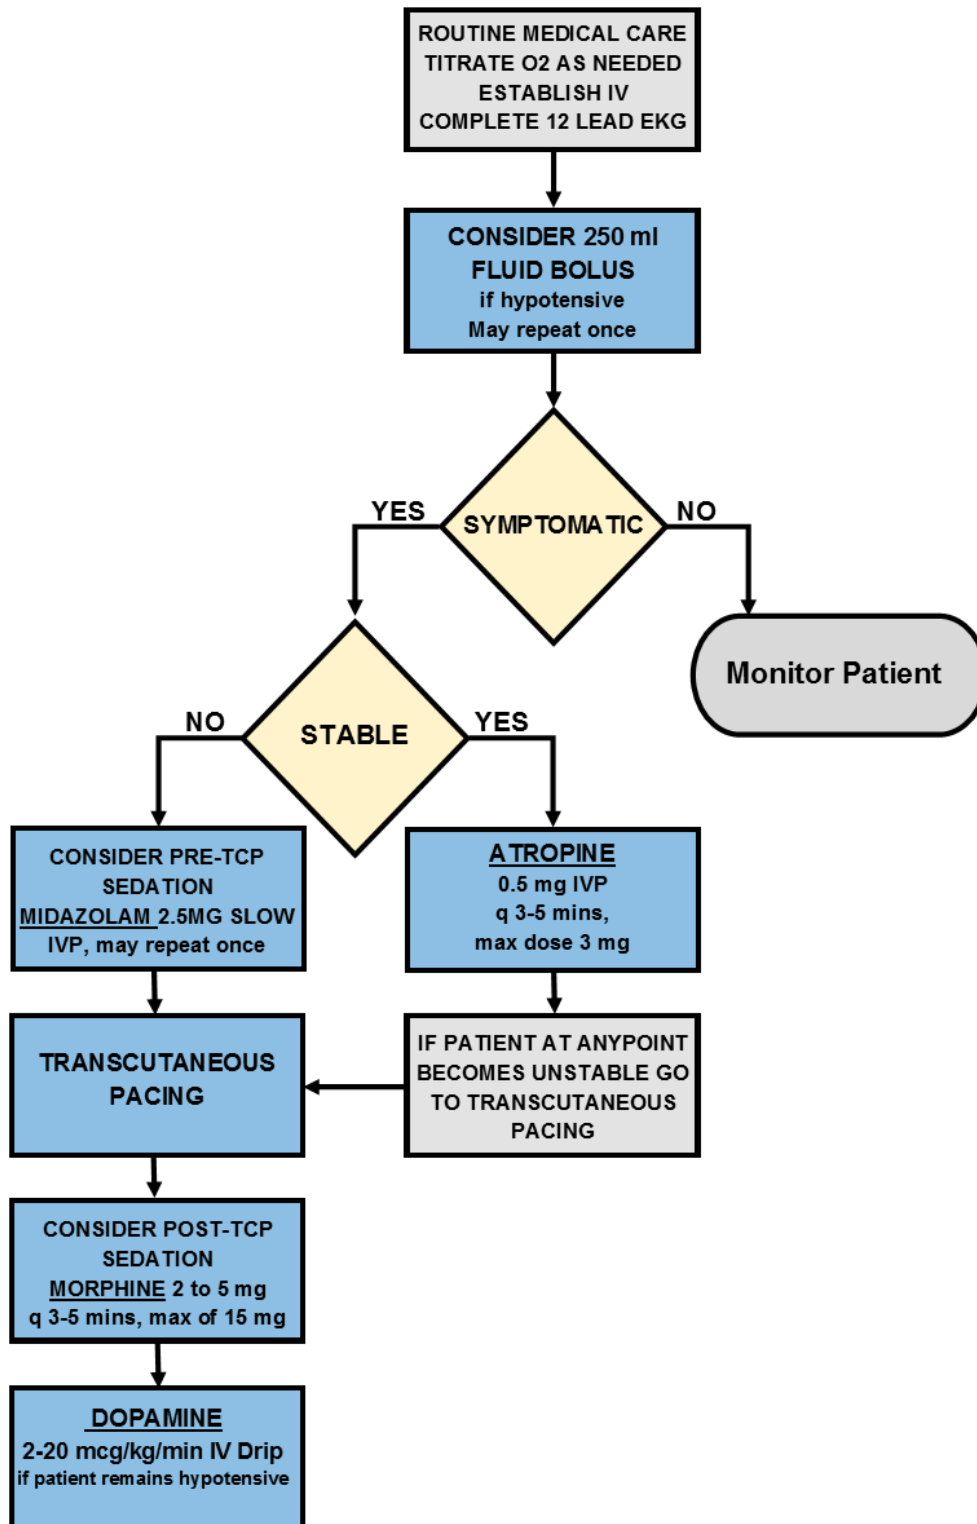 ROUTINE MEDICAL CARE
TITRATE O2 AS NEEDED
ESTABLISH IV
COMPLETE 12 LEAD EKG
CONSIDER 250 ml
FLUID BOLUS
if hypotensive
May repeat once
SYMPTOMATIC
YES
NO
Monitor Patient
STABLE
NO
YES
CONSIDER PRE-TCP
SEDATION
MIDAZOLAM 2.5MG SLOW
IVP, may repeat once
ATROPINE
0.5 mg IVP
q 3-5 mins,
max dose 3 mg
TRANSCUTANEOUS
PACING
IF PATIENT AT ANYPOINT
BECOMES UNSTABLE GO
TO TRANSCUTANEOUS
PACING
CONSIDER POST-TCP
SEDATION
MORPHINE 2 to 5 mg
q 3-5 mins, max of 15 mg
DOPAMINE
2-20 mcg/kg/min IV Drip
if patient remains hypotensive